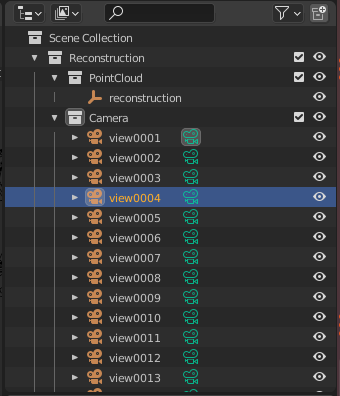 Scene Collection
Reconstruction
PointCloud
reconstruction
Camera
view0001
view0002
view0003
view0004
view0005
view0006
view0007
view0008
view0009
view0010
view0011
view0012
view0013